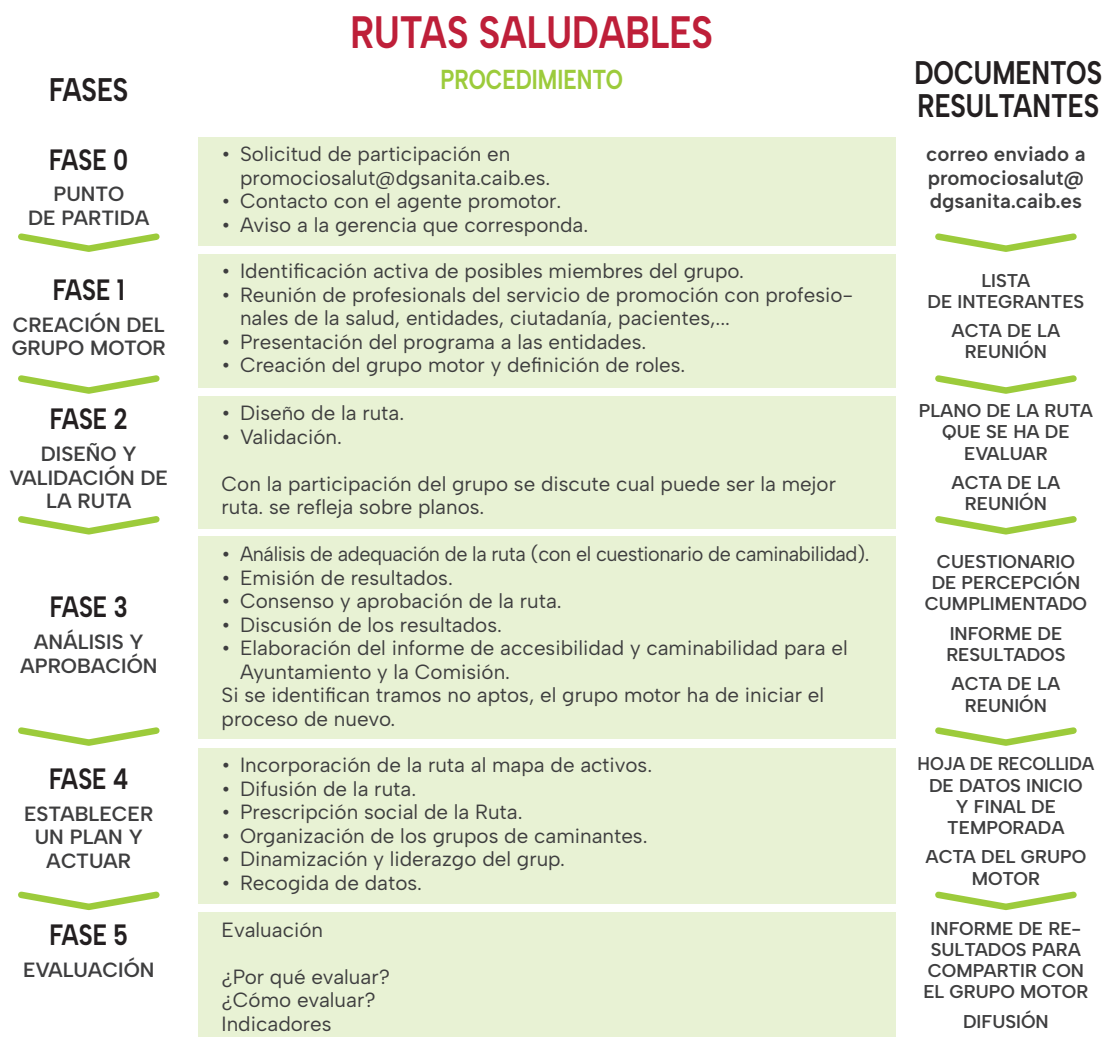 RUTAS SALUDABLES
FASES
PROCEDIMIENTO
DOCUMENTOS
RESULTANTES
FASE 0
PUNTO
DE PARTIDA
• Solicitud de participación en
promociosalut@dgsanita.caib.es.
• Contacto con el agente promotor.
• Aviso a la gerencia que corresponda.
correo enviado a
promociosalut@
dgsanita.caib.es
FASE 1
CREACIÓN DEL
GRUPO MOTOR
• Identificación activa de posibles miembres del grupo.
• Reunión de profesionals del servicio de promoción con profesio-
nales de la salud, entidades, ciutadanía, pacientes,...
• Presentación del programa a las entidades.
• Creación del grupo motor y definición de roles.
LISTA
DE INTEGRANTES
ACTA DE LA
REUNIÓN
FASE 2
DISEÑO Y
VALIDACIÓN DE
LA RUTA
• Diseño de la ruta.
• Validación.
Con la participación del grupo se discute cual puede ser la mejor
ruta. se refleja sobre planos.
PLANO DE LA RUTA
QUE SE HA DE
EVALUAR
ACTA DE LA
REUNIÓN
FASE 3
ANÁLISIS Y
APROBACIÓN
• Análisis de adequación de la ruta (con el cuestionario de caminabilidad).
• Emisión de resultados.
• Consenso y aprobación de la ruta.
• Discusión de los resultados.
• Elaboración del informe de accesibilidad y caminabilidad para el
Ayuntamiento y la Comisión.
Si se identifican tramos no aptos, el grupo motor ha de iniciar el
proceso de nuevo.
CUESTIONARIO
DE PERCEPCIÓN
CUMPLIMENTADO
INFORME DE
RESULTADOS
ACTA DE LA
REUNIÓN
FASE 4
ESTABLECER
UN PLAN Y
ACTUAR
• Incorporación de la ruta al mapa de activos.
• Difusión de la ruta.
• Prescripción social de la Ruta.
• Organización de los grupos de caminantes.
• Dinamización y liderazgo del grup.
• Recogida de datos.
HOJA DE RECOLLIDA
DE DATOS INICIO
Y FINAL DE
TEMPORADA
ACTA DEL GRUPO
MOTOR
FASE 5
EVALUACIÓN
Evaluación
¿Por qué evaluar?
¿Cómo evaluar?
Indicadores
INFORME DE RE-
SULTADOS PARA
COMPARTIR CON
EL GRUPO MOTOR
DIFUSIÓN